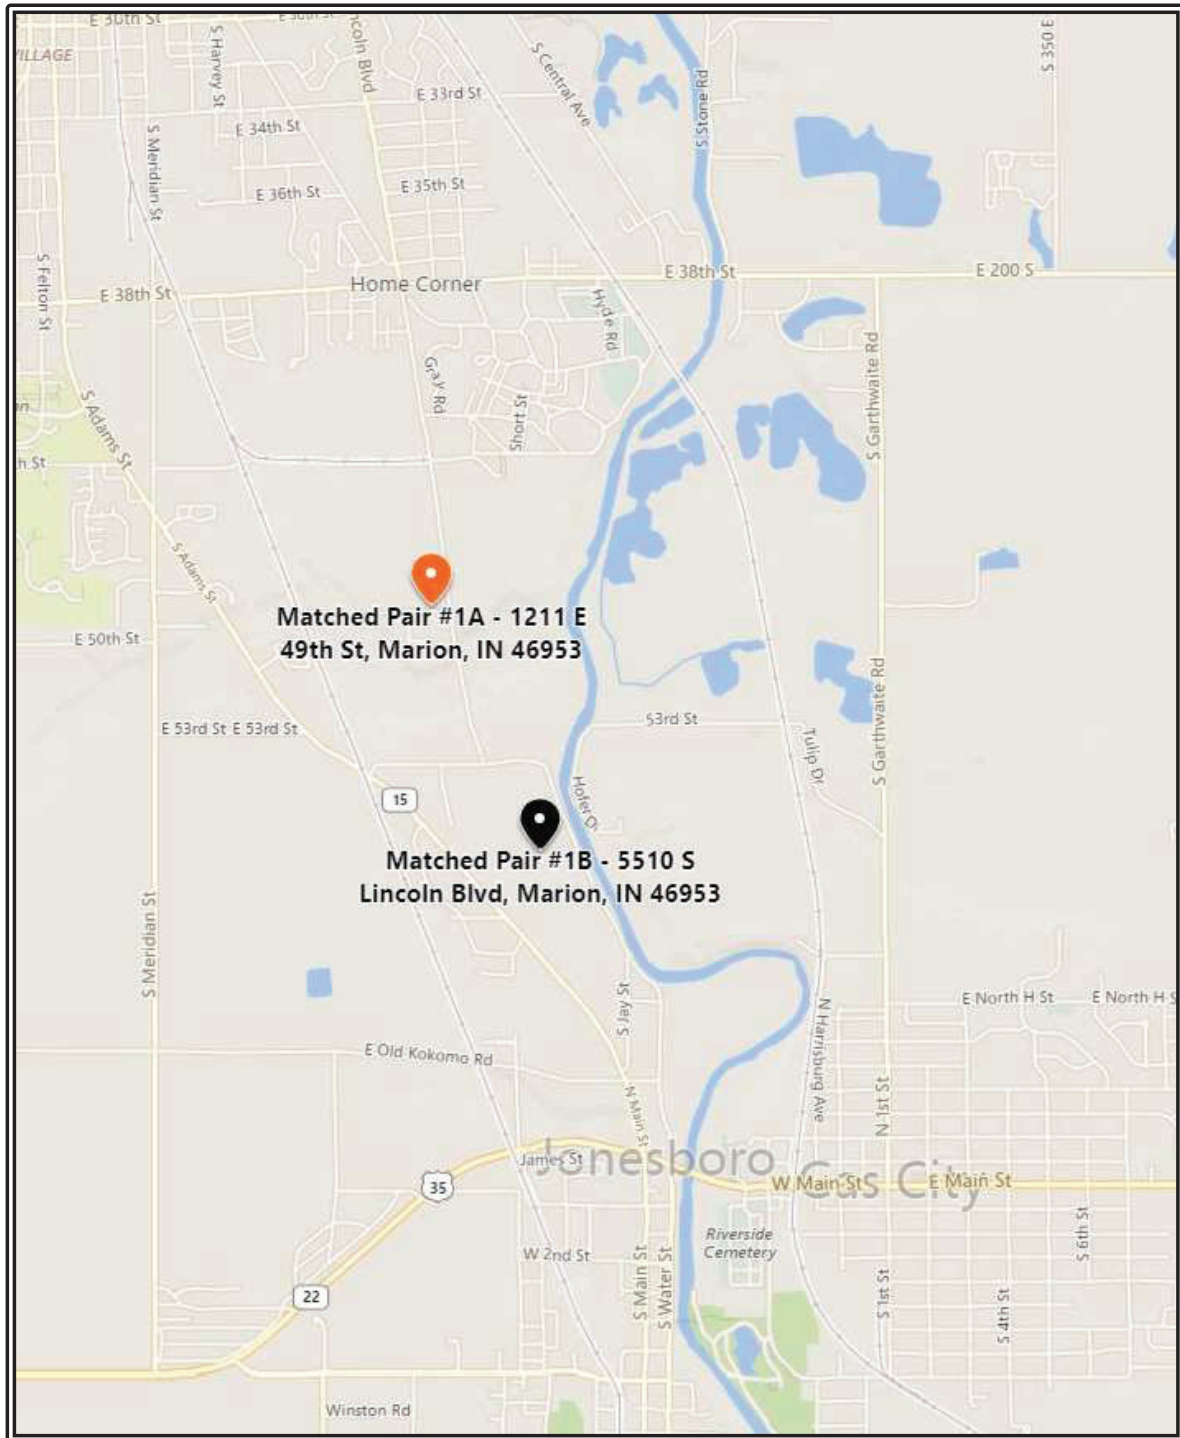 E 30th St
S Harvey St
ncoln Blvd
VILLAGE
S Central Ave
S Stone Rd
S 350 E
E 33rd St
E 34th St
S Meridian St
E 36th St
E 35th St
S Felton St
E 38th St
Home Corner
E 38th St
E 200 S
Hyde Rd
Gray Rd
Short St
S Garthwaite Rd
S Adams St
S Adams St
Matched Pair #1A - 1211 E
49th St, Marion, IN 46953
E 50th St
E 53rd St E 53rd St
53rd St
S Garthwaite Rd
Tulip Dr
15
Matched Pair #1B - 5510 S
Lincoln Blvd, Marion, IN 46953
S Meridian St
S Jay St
E North H St
E North H S
E Old Kokomo Rd
N Harrisburg Ave
N Main St
N 1st St
James St
Jonesboro
Gas City
W Main St
E Main St
35
W 2nd St
Riverside
Cemetery
S Main St
S Water St
S 6th St
22
S 1st St
S 4th St
Winston Rd